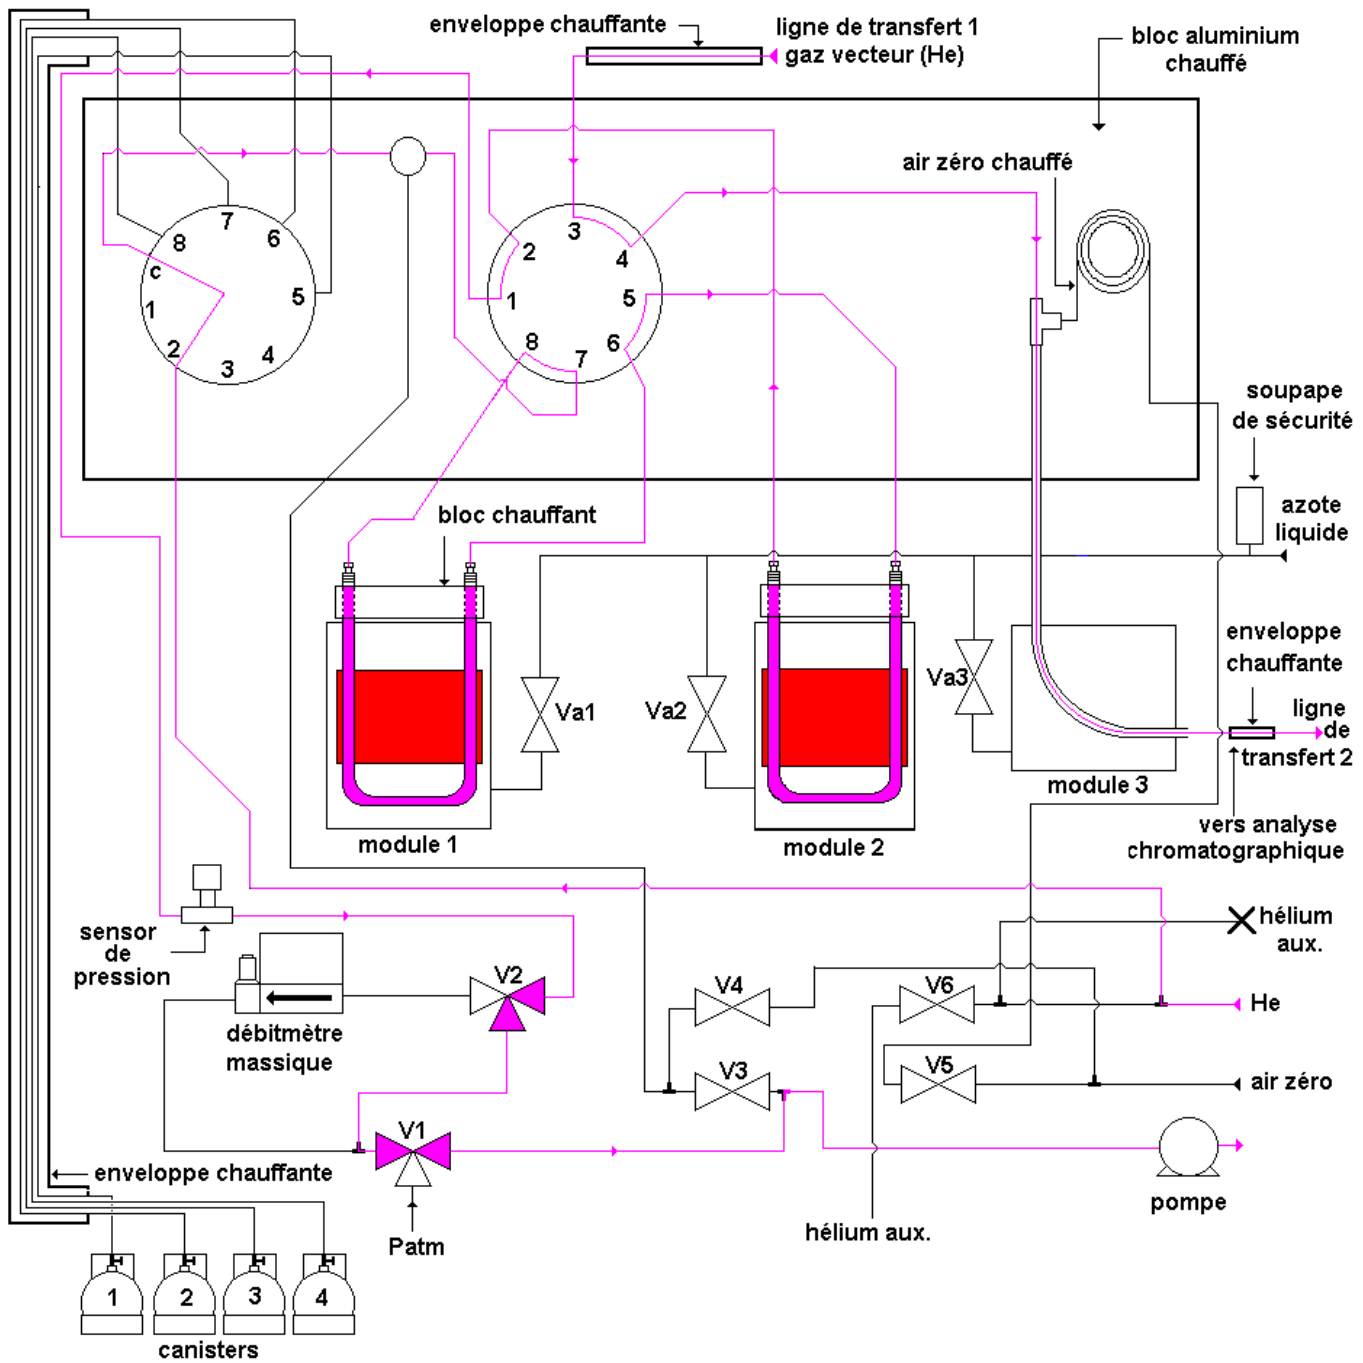 enveloppe chauffante
ligne de transfert 1
gaz vecteur (He)
bloc aluminium
chauffé
air zéro chauffé
7
8
6
c
5
1
2
3
4
3
2
4
1
5
8
7
6
soupape
de sécurité
azote
liquide
bloc chauffant
enveloppe
chauffante
Va1
Va2
Va3
ligne
de
transfert 2
module 1
module 2
module 3
vers analyse
chromatographique
sensor
de
pression
hélium
aux.
V2
V4
V6
He
débitmètre
massique
V3
V5
air zéro
V1
enveloppe chauffante
pompe
Patm
hélium aux.
1
2
3
4
canisters